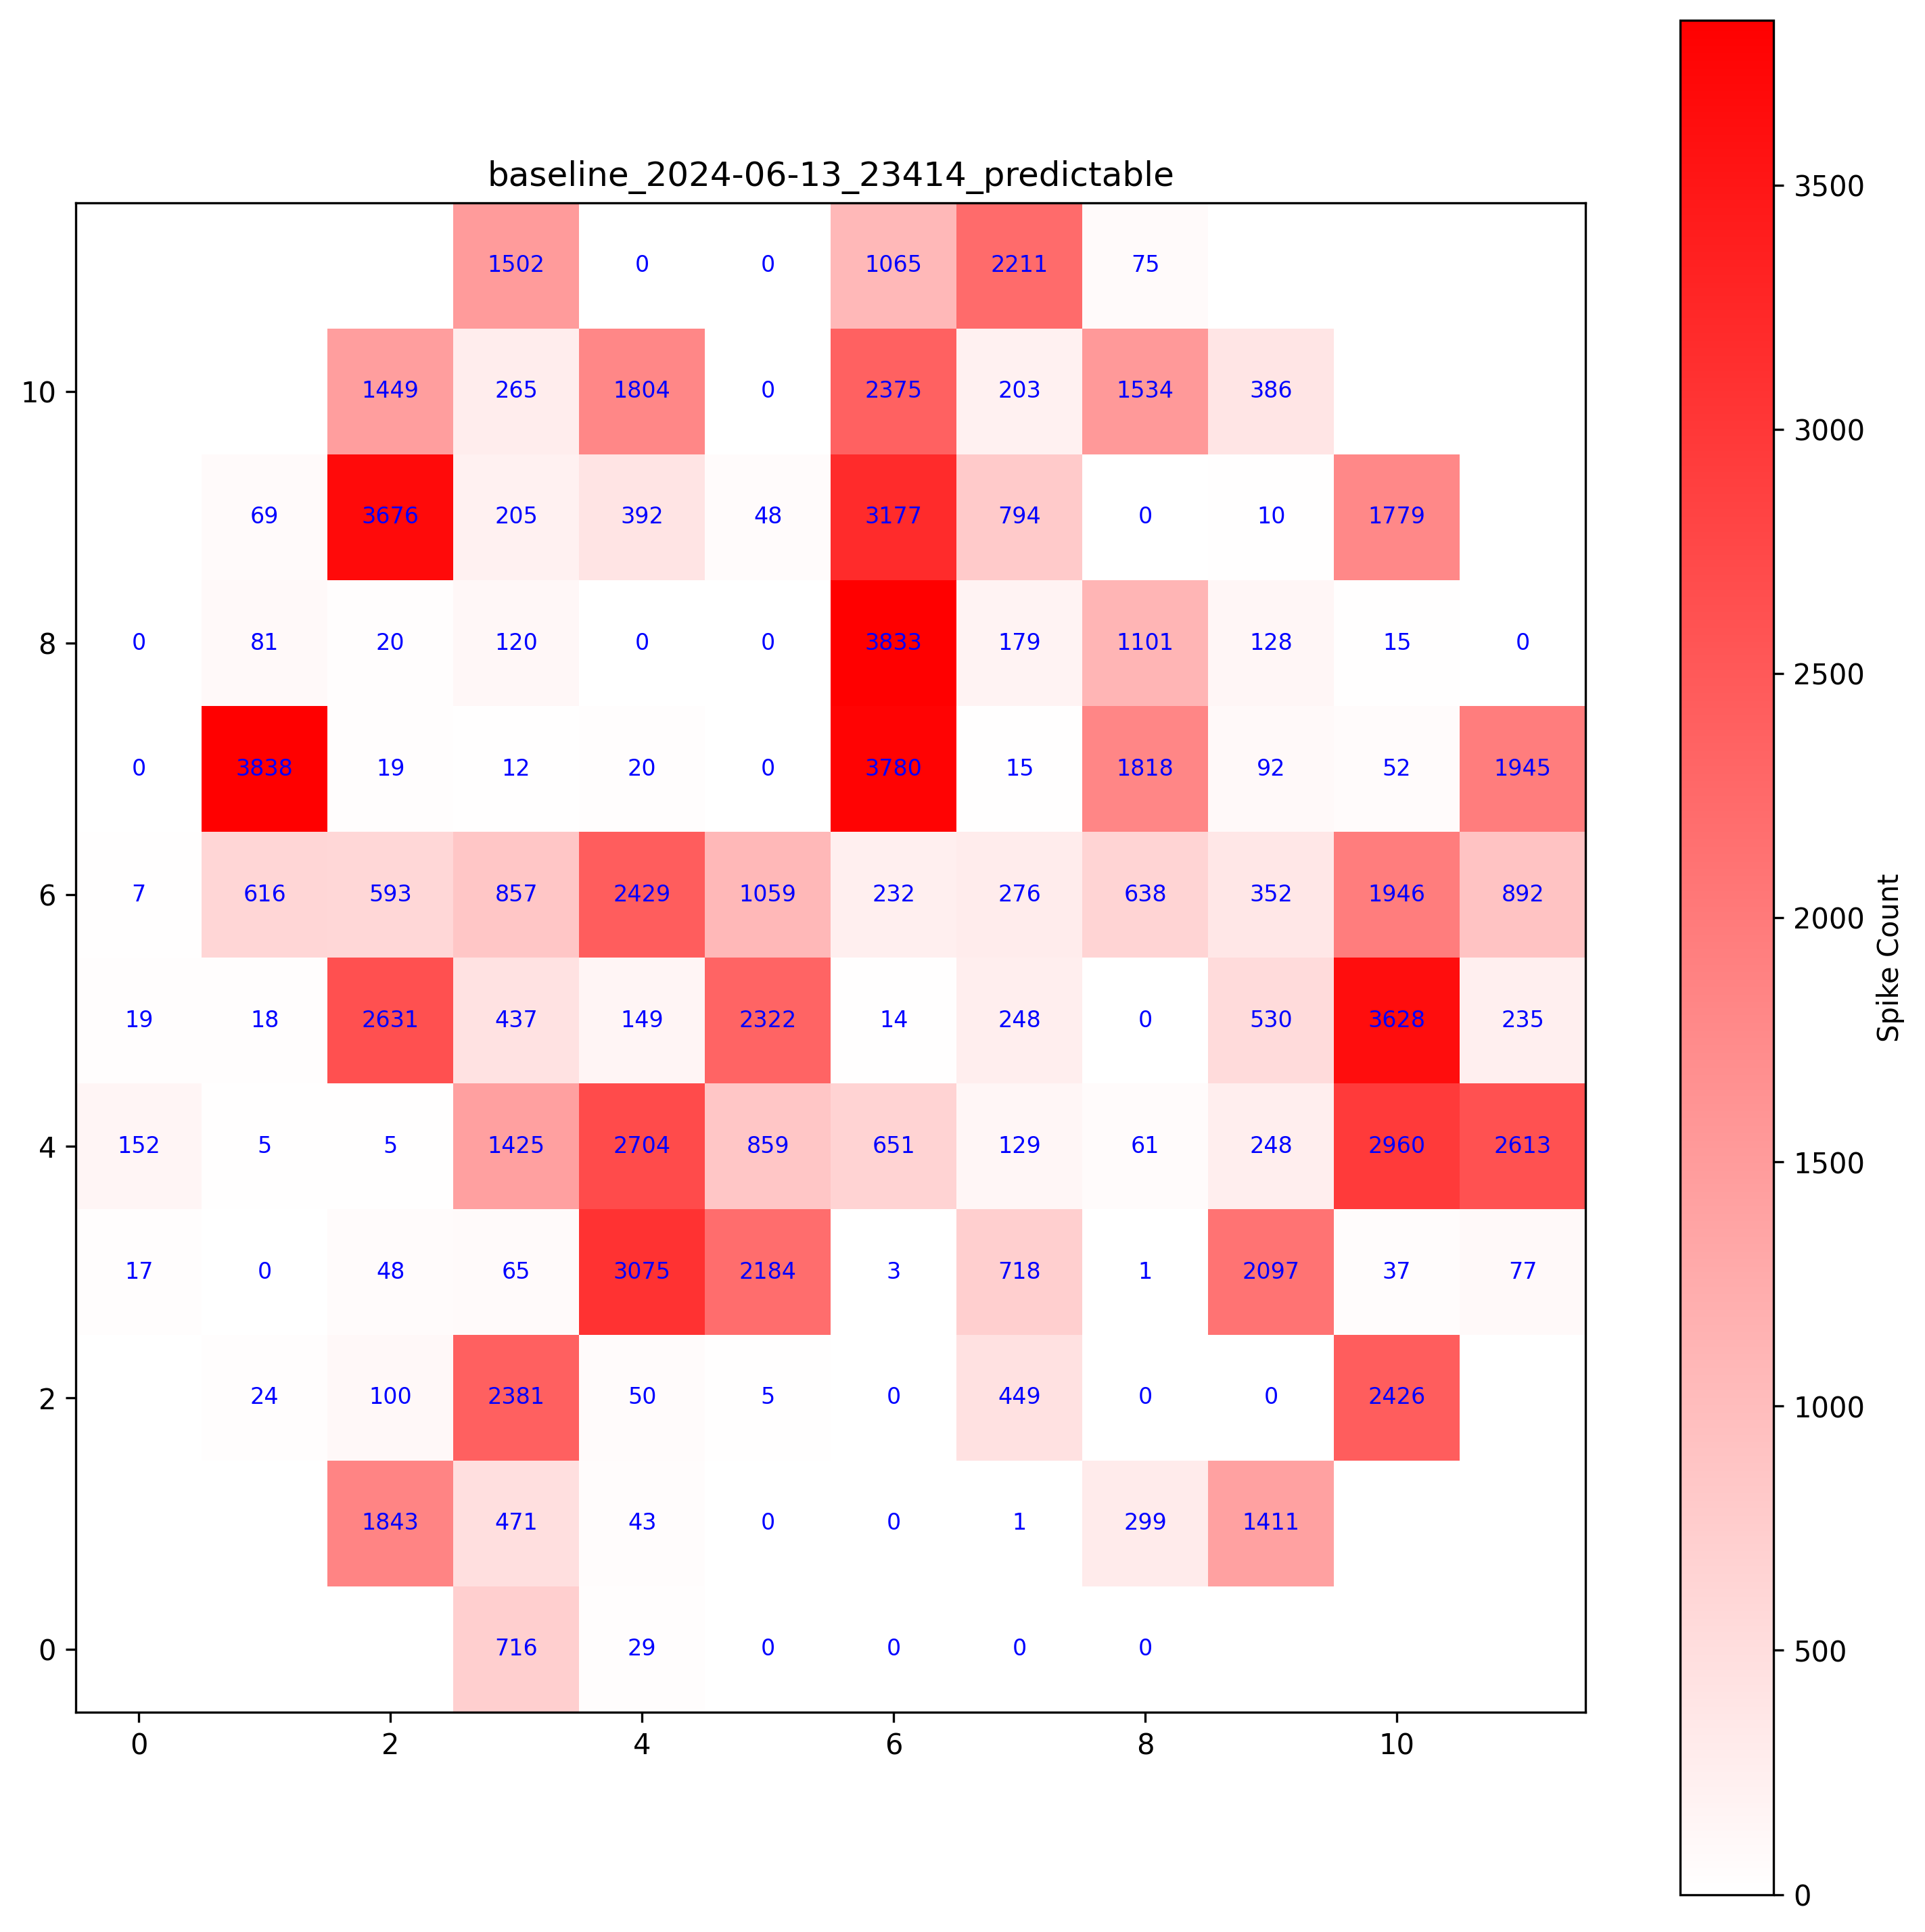 baseline_2024-06-13_23414_predictable
1502 0 0 1065 2211 75
10 1449 265 1804 0 2375 203 1534 386
69 3676 205 392 48 3177 794 0 10 1779
8 0 81 20 120 0 0 3833 179 1101 128 15 0
0 3838 19 12 20 0 3780 15 1818 92 52 1945
6 7 616 593 857 2429 1059 232 276 638 352 1946 892
19 18 2631 437 149 2322 14 248 0 530 3628 235
4 152 5 5 1425 2704 859 651 129 61 248 2960 2613
17 0 48 65 3075 2184 3 718 1 2097 37 77
2 24 100 2381 50 5 0 449 0 0 2426
1843 471 43 0 0 1 299 1411
0 716 29 0 0 0 0
0 2 4 6 8 10
3500
3000
2500
2000
1500
1000
500
0
Spike Count